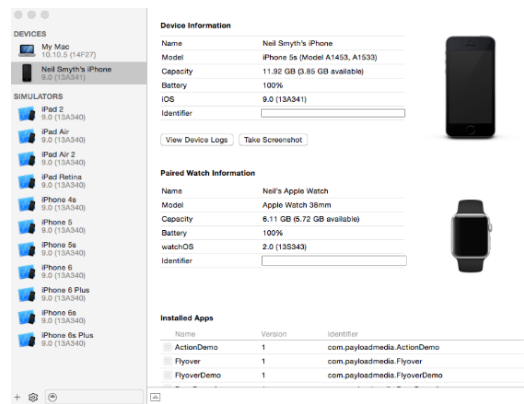 DEVICES
My Mac
10.10.5 (14F27)
Neil Smyth's iPhone
9.0 (13A341)
SIMULATORS
iPad 2
9.0 (13A340)
iPad Air
9.0 (13A340)
iPad Air 2
9.0 (13A340)
iPad Retina
9.0 (13A340)
iPhone 4s
9.0 (13A340)
iPhone 5
9.0 (13A340)
iPhone 5s
9.0 (13A340)
iPhone 6
9.0 (13A340)
iPhone 6 Plus
9.0 (13A340)
iPhone 6s
9.0 (13A340)
iPhone 6s Plus
9.0 (13A340)
Device Information
Name Neil Smyth's iPhone
Model iPhone 5s (Model A1453, A1533)
Capacity 11.92 GB (3.85 GB available)
Battery 100%
iOS 9.0 (13A341)
Identifier
View Device Logs Take Screenshot
Paired Watch Information
Name Neil's Apple Watch
Model Apple Watch 38mm
Capacity 6.11 GB (5.72 GB available)
Battery 100%
watchOS 2.0 (13S343)
Identifier
Installed Apps
Name Version Identifier
ActionDemo 1 com.payloadmedia.ActionDemo
Flyover 1 com.payloadmedia.Flyover
FlyoverDemo 1 com.payloadmedia.FlyoverDemo